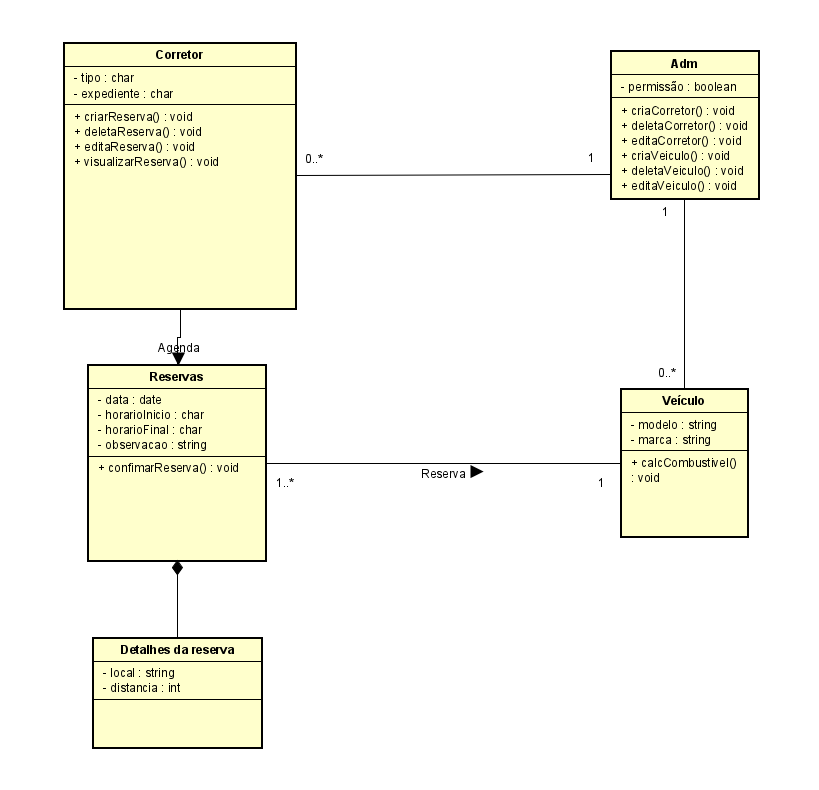 Corretor
- tipo : char
- expediente : char
+ criarReserva() : void
+ deletaReserva() : void
+ editaReserva() : void
+ visualizarReserva() : void
0..*
1
Adm
- permissão : boolean
+ criaCorretor() : void
+ deletaCorretor() : void
+ editaCorretor() : void
+ criaVeiculo() : void
+ deletaVeiculo() : void
+ editaVeiculo() : void
1
0..*
Agenda
Reservas
- data : date
- horarioInicio : char
- horarioFinal : char
- observacao : string
+ confimarReserva() : void
1..*
Reserva
1
Veículo
- modelo : string
- marca : string
+ calcCombustivel()
: void
Detalhes da reserva
- local : string
- distancia : int